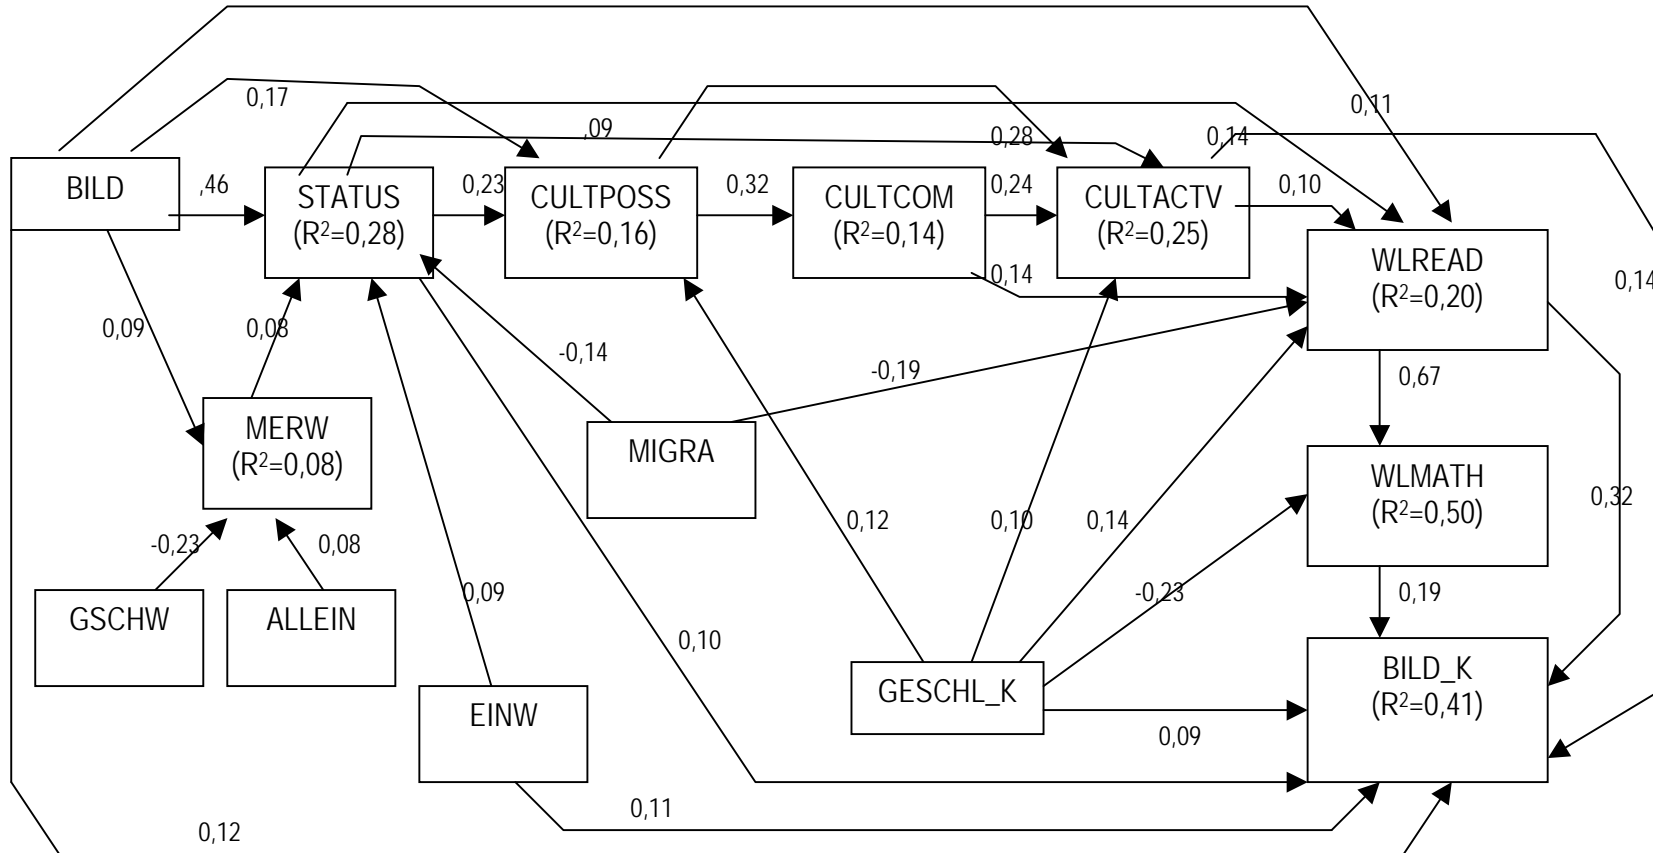 0,11
0,17
,09
0,28
0,14
BILD
,46
STATUS
(R²=0,28)
0,23
CULTPOSS
(R²=0,16)
0,32
CULTCOM
(R²=0,14)
0,24
CULTACTV
(R²=0,25)
0,10
WLREAD
(R²=0,20)
0,14
0,14
0,09
0,08
-0,14
-0,19
0,67
MERW
(R²=0,08)
MIGRA
WLMATH
(R²=0,50)
0,32
-0,23
0,08
0,12
0,10
0,14
GSCHW
ALLEIN
0,09
-0,23
0,19
0,10
EINW
GESCHL_K
BILD_K
(R²=0,41)
0,09
0,11
0,12